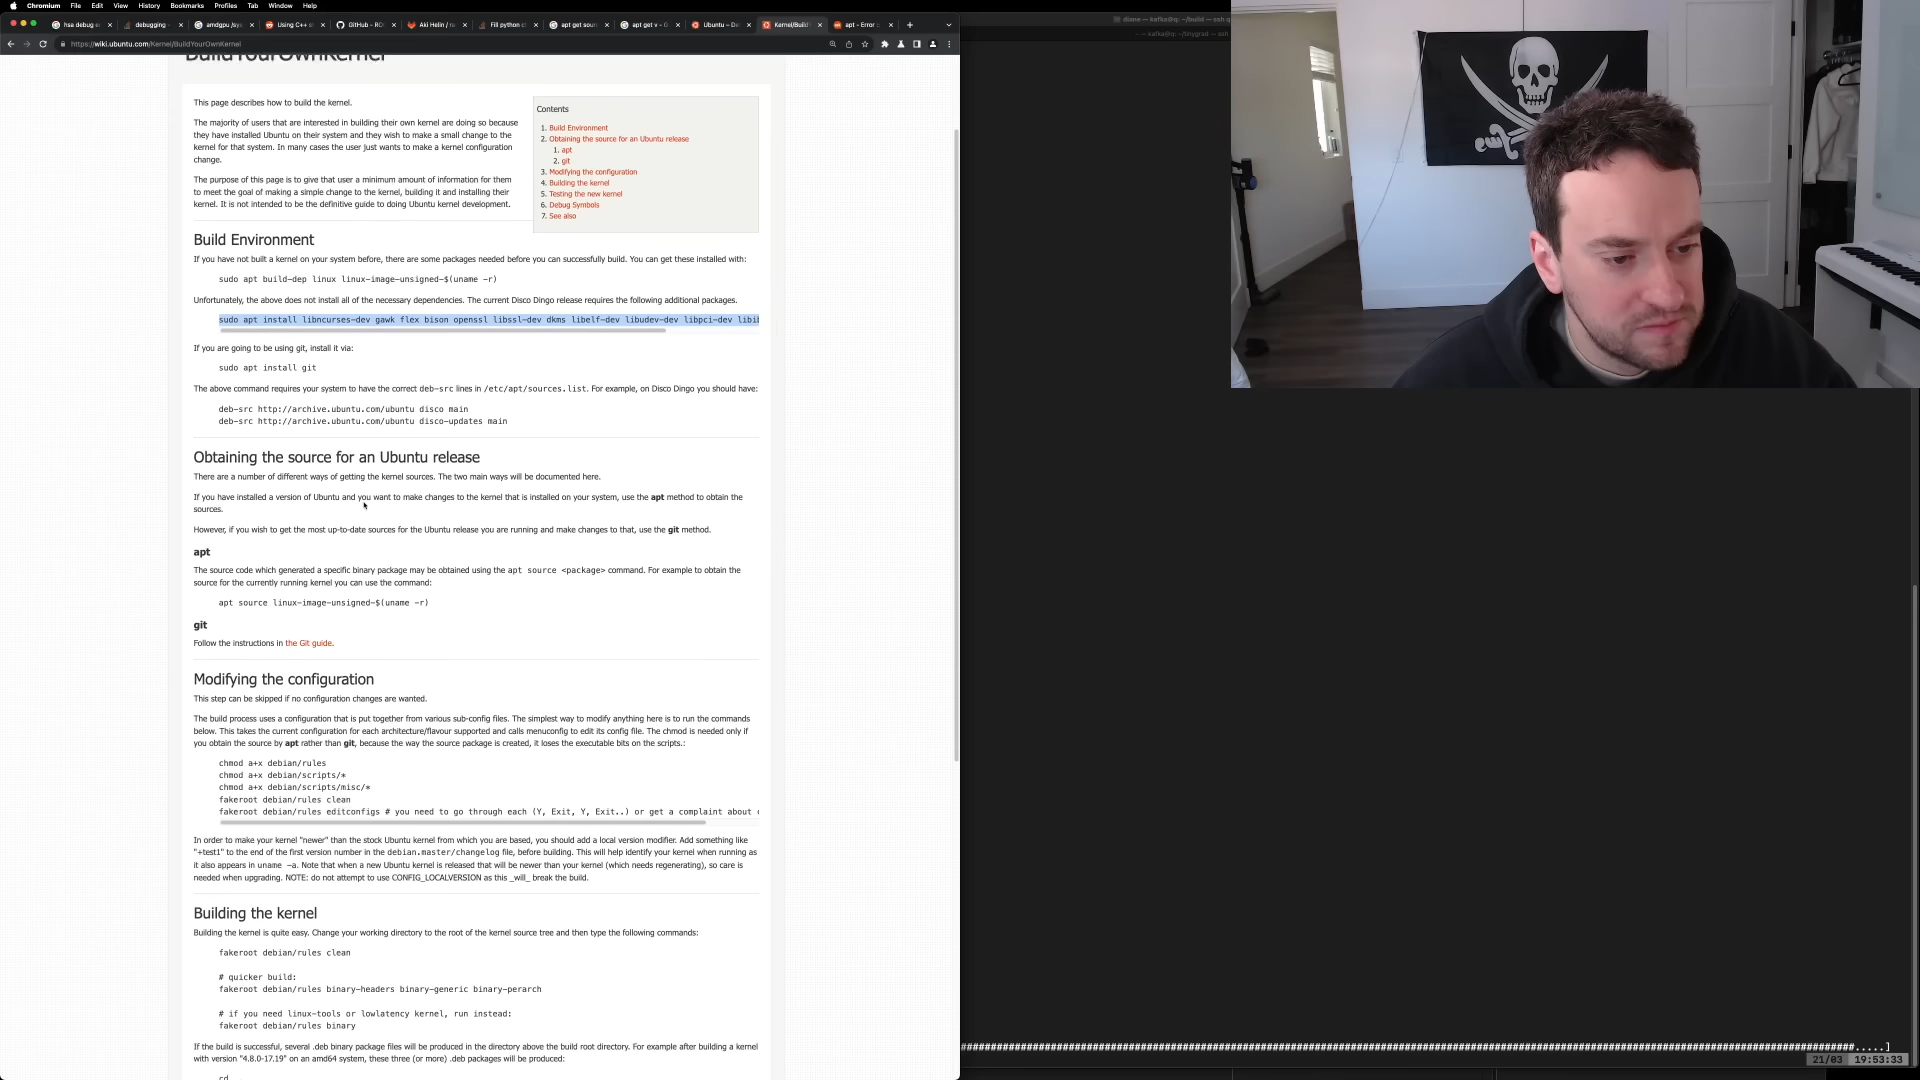 Chromium File Edit View History Bookmarks Profiles Tab Window Help
hsa debug debugging - amdgpu /sy Using C++ GitHub - RO Aki Helin / r Fill python c apt get sour apt get v - G Ubuntu – De Kernel/Build apt - Error
https://wiki.ubuntu.com/Kernel/BuildYourOwnKernel
BuildYourOwnKernel
This page describes how to build the kernel.
The majority of users that are interested in building their own kernel are doing so because
they have installed Ubuntu on their system and they wish to make a small change to the
kernel for that system. In many cases the user just wants to make a kernel configuration
change.
The purpose of this page is to give that user a minimum amount of information for them
to meet the goal of making a simple change to the kernel, building it and installing their
kernel. It is not intended to be the definitive guide to doing Ubuntu kernel development.
Contents
1. Build Environment
2. Obtaining the source for an Ubuntu release
1. apt
2. git
3. Modifying the configuration
4. Building the kernel
5. Testing the new kernel
6. Debug Symbols
7. See also
Build Environment
If you have not built a kernel on your system before, there are some packages needed before you can successfully build. You can get these installed with:
sudo apt build-dep linux linux-image-unsigned-$(uname -r)
Unfortunately, the above does not install all of the necessary dependencies. The current Disco Dingo release requires the following additional packages.
sudo apt install libncurses-dev gawk flex bison openssl libssl-dev dkms libelf-dev libudev-dev libpci-dev libi
If you are going to be using git, install it via:
sudo apt install git
The above command requires your system to have the correct deb-src lines in /etc/apt/sources.list. For example, on Disco Dingo you should have:
deb-src http://archive.ubuntu.com/ubuntu disco main
deb-src http://archive.ubuntu.com/ubuntu disco-updates main
Obtaining the source for an Ubuntu release
There are a number of different ways of getting the kernel sources. The two main ways will be documented here.
If you have installed a version of Ubuntu and you want to make changes to the kernel that is installed on your system, use the apt method to obtain the
sources.
However, if you wish to get the most up-to-date sources for the Ubuntu release you are running and make changes to that, use the git method.
apt
The source code which generated a specific binary package may be obtained using the apt source <package> command. For example to obtain the
source for the currently running kernel you can use the command:
apt source linux-image-unsigned-$(uname -r)
git
Follow the instructions in the Git guide.
Modifying the configuration
This step can be skipped if no configuration changes are wanted.
The build process uses a configuration that is put together from various sub-config files. The simplest way to modify anything here is to run the commands
below. This takes the current configuration for each architecture/flavour supported and calls menuconfig to edit its config file. The chmod is needed only if
you obtain the source by apt rather than git, because the way the source package is created, it loses the executable bits on the scripts.:
chmod a+x debian/rules
chmod a+x debian/scripts/*
chmod a+x debian/scripts/misc/*
fakeroot debian/rules clean
fakeroot debian/rules editconfigs # you need to go through each (Y, Exit, Y, Exit..) or get a complaint about
In order to make your kernel "newer" than the stock Ubuntu kernel from which you are based, you should add a local version modifier. Add something like
"+test1" to the end of the first version number in the debian.master/changelog file, before building. This will help identify your kernel when running as
it also appears in uname -a. Note that when a new Ubuntu kernel is released that will be newer than your kernel (which needs regenerating), so care is
needed when upgrading. NOTE: do not attempt to use CONFIG_LOCALVERSION as this _will_ break the build.
Building the kernel
Building the kernel is quite easy. Change your working directory to the root of the kernel source tree and then type the following commands:
fakeroot debian/rules clean
# quicker build:
fakeroot debian/rules binary-headers binary-generic binary-perarch
# if you need linux-tools or lowlatency kernel, run instead:
fakeroot debian/rules binary
If the build is successful, several .deb binary package files will be produced in the directory above the build root directory. For example after building a kernel
with version "4.8.0-17.19" on an amd64 system, these three (or more) .deb packages will be produced:
cd
diane — kafka@q: ~/build — ssh q
— kafka@q: ~/tinygrad — ssh
.....]
21/03 19:53:33